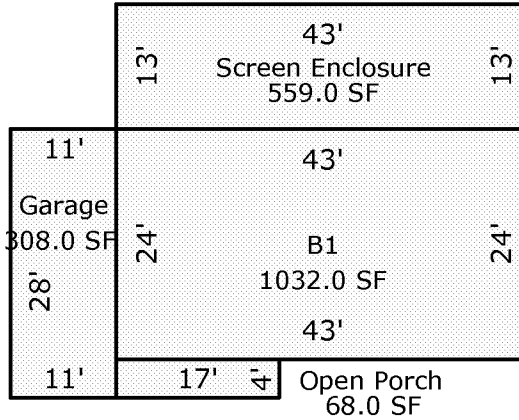 43'
13'
13'
Screen Enclosure
559.0 SF
11'
43'
Garage
308.0 SF
24'
24'
B1
1032.0 SF
28'
43'
11'
17'
4'
Open Porch
68.0 SF